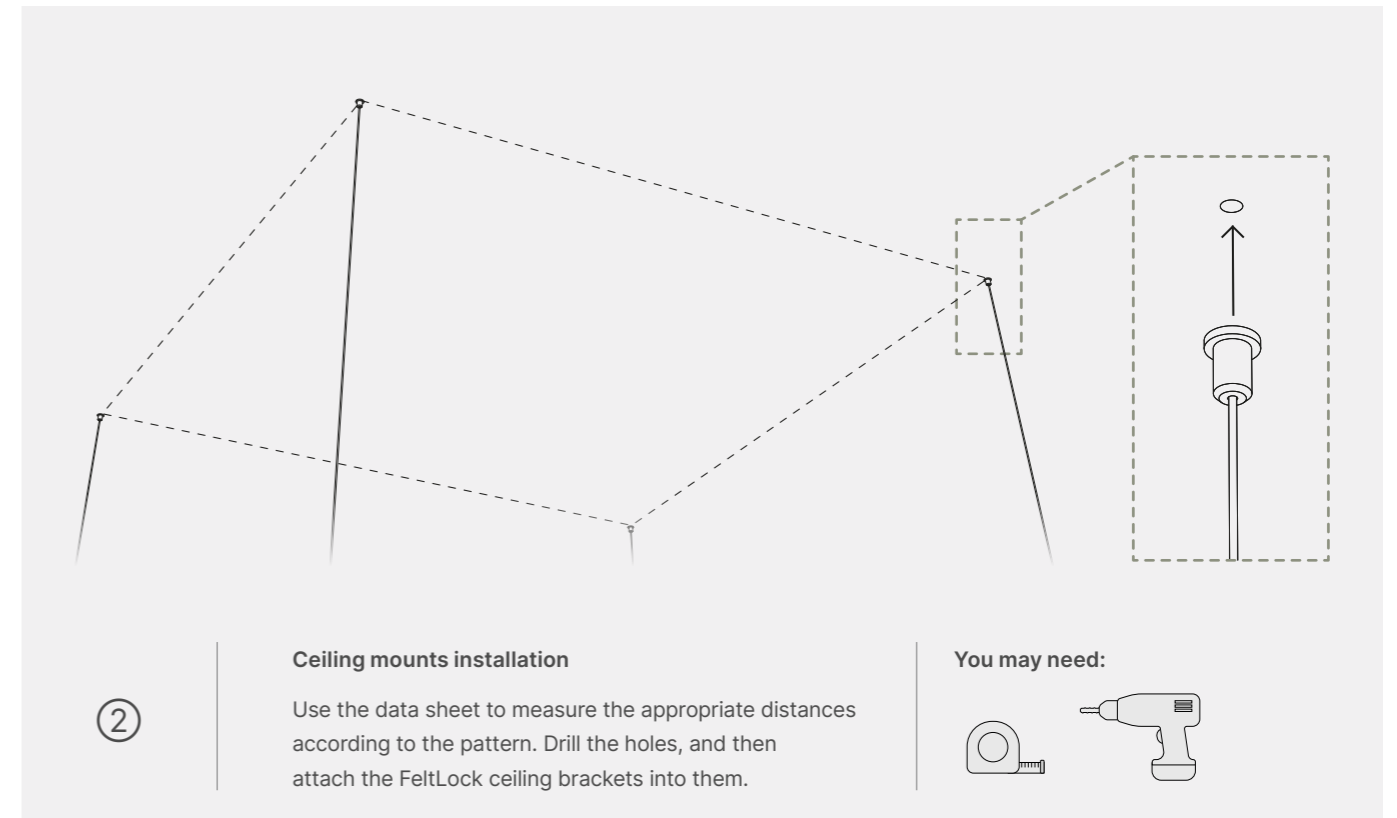 2
Ceiling mounts installation
Use the data sheet to measure the appropriate distances
according to the pattern. Drill the holes, and then
attach the FeltLock ceiling brackets into them.
You may need: